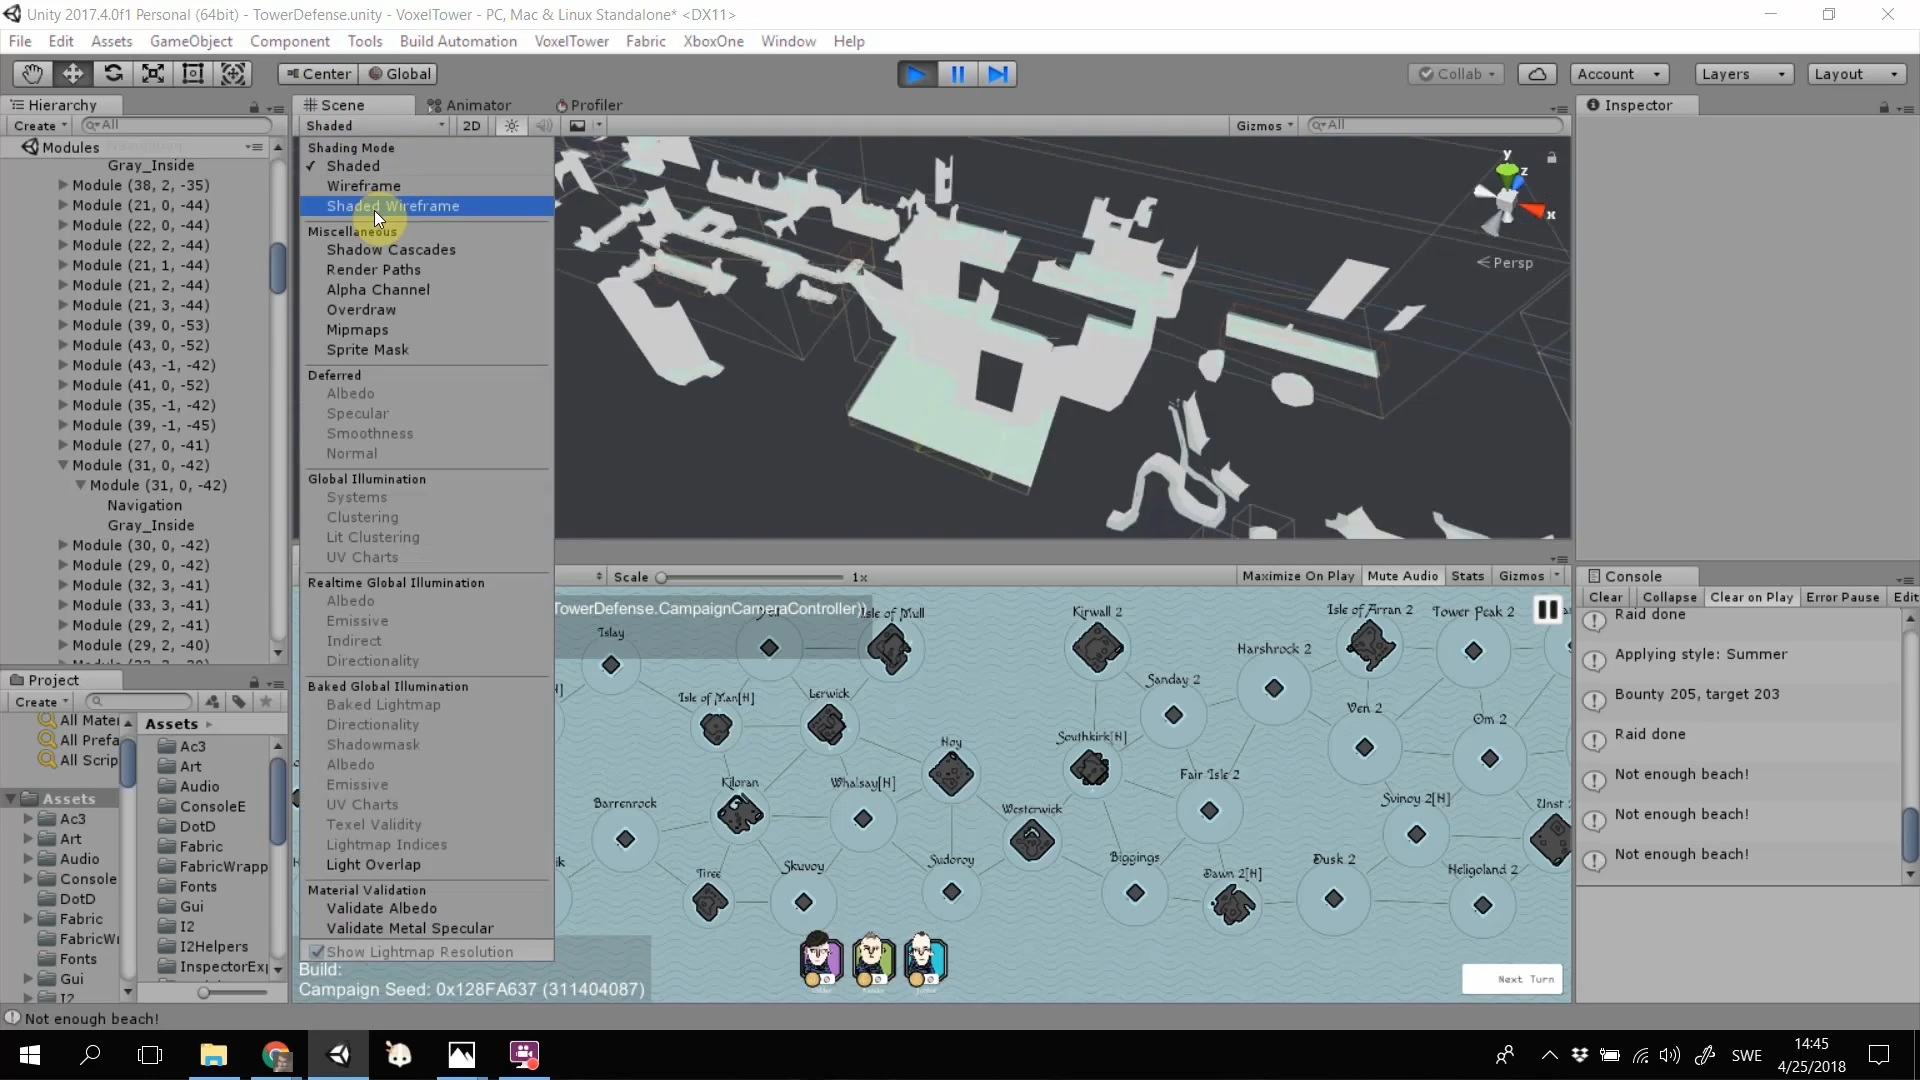 Unity 2017.4.0f1 Personal (64bit) - TowerDefense.unity - VoxelTower - PC, Mac & Linux Standalone* <DX11>
File Edit Assets GameObject Component Tools Build Automation VoxelTower Fabric XboxOne Window Help
Center Global Collab Account Layers Layout
Hierarchy
Create All
Modules
Gray_Inside
Module (38, 2, -35)
Module (21, 0, -44)
Module (22, 0, -44)
Module (22, 2, -44)
Module (21, 1, -44)
Module (21, 2, -44)
Module (21, 3, -44)
Module (39, 0, -53)
Module (43, 0, -52)
Module (43, -1, -42)
Module (41, 0, -52)
Module (35, -1, -42)
Module (39, -1, -45)
Module (27, 0, -41)
Module (31, 0, -42)
Module (31, 0, -42)
Navigation
Gray_Inside
Module (30, 0, -42)
Module (29, 0, -42)
Module (32, 3, -41)
Module (33, 3, -41)
Module (29, 2, -41)
Module (29, 2, -40)
Scene Animator Profiler
Shaded 2D Gizmos All
Shading Mode
Shaded
Wireframe
Shaded Wireframe
Miscellaneous
Shadow Cascades
Render Paths
Alpha Channel
Overdraw
Mipmaps
Sprite Mask
Deferred
Albedo
Specular
Smoothness
Normal
Global Illumination
Systems
Clustering
Lit Clustering
UV Charts
Realtime Global Illumination
Albedo
Emissive
Indirect
Directionality
Baked Global Illumination
Baked Lightmap
Directionality
Shadowmask
Albedo
Emissive
UV Charts
Texel Validity
Lightmap Indices
Light Overlap
Material Validation
Validate Albedo
Validate Metal Specular
Show Lightmap Resolution
y
z
x
Persp
Scale 1x Maximize On Play Mute Audio Stats Gizmos
TowerDefense.CampaignCameraController))
Islay
Isle of Mull
Kirwall 2
Isle of Arran 2
Tower Peak 2
Harshrock 2
Sanday 2
Isle of Man[H]
Lerwick
Ven 2
Om 2
Southkirk[H]
Hoy
Fair Isle 2
Kiloran
Whalsay[H]
Barrenrock
Westerwick
Svinoy 2[H]
Unst
Tiree
Skuvoy
Suduroy
Biggings
Dawn 2[H]
Dusk 2
Heligoland 2
Build:
Campaign Seed: 0x128FA637 (311404087)
Next Turn
Project
Create
All Mater
All Prefa
All Scrip
Assets
Ac3
Art
Audio
Console
DotD
Fabric
FabricWr
Fonts
Gui
I2
Assets
Ac3
Art
Audio
ConsoleE
DotD
Fabric
FabricWrapp
Fonts
Gui
I2
I2Helpers
InspectorExp
Inspector
Console
Clear Collapse Clear on Play Error Pause Edit
Raid done
Applying style: Summer
Bounty 205, target 203
Raid done
Not enough beach!
Not enough beach!
Not enough beach!
Not enough beach!
SWE
14:45
4/25/2018